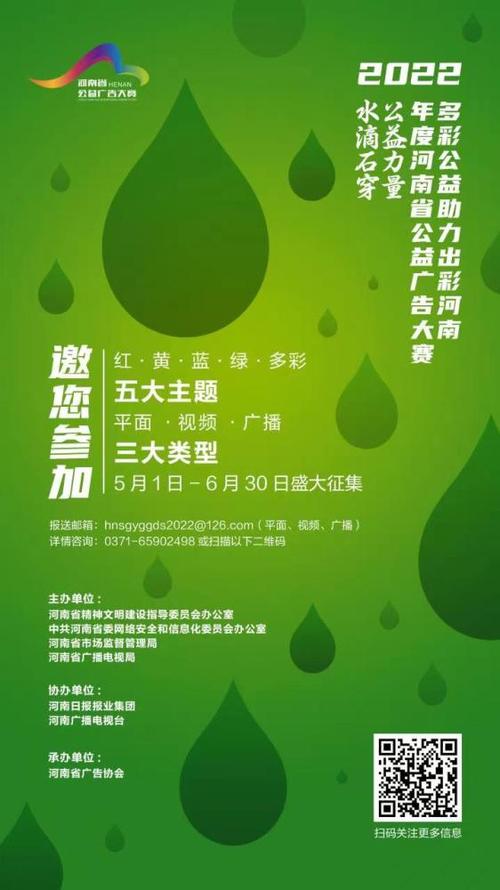 河南省 HENAN
公益广告大赛
2022
多彩公益助力出彩河南
年度河南省公益广告大赛
公益力量
水滴石穿
邀您参加
红·黄·蓝·绿·多彩
五大主题
平面·视频·广播
三大类型
5月1日-6月30日盛大征集
报送邮箱：hnsgyggds2022@126.com（平面、视频、广播）
详情咨询：0371-65902498 或扫描以下二维码
主办单位：
河南省精神文明建设指导委员会办公室
中共河南省委网络安全和信息化委员会办公室
河南省市场监督管理局
河南省广播电视局
协办单位：
河南日报报业集团
河南广播电视台
承办单位：
河南省广告协会
扫码关注更多信息